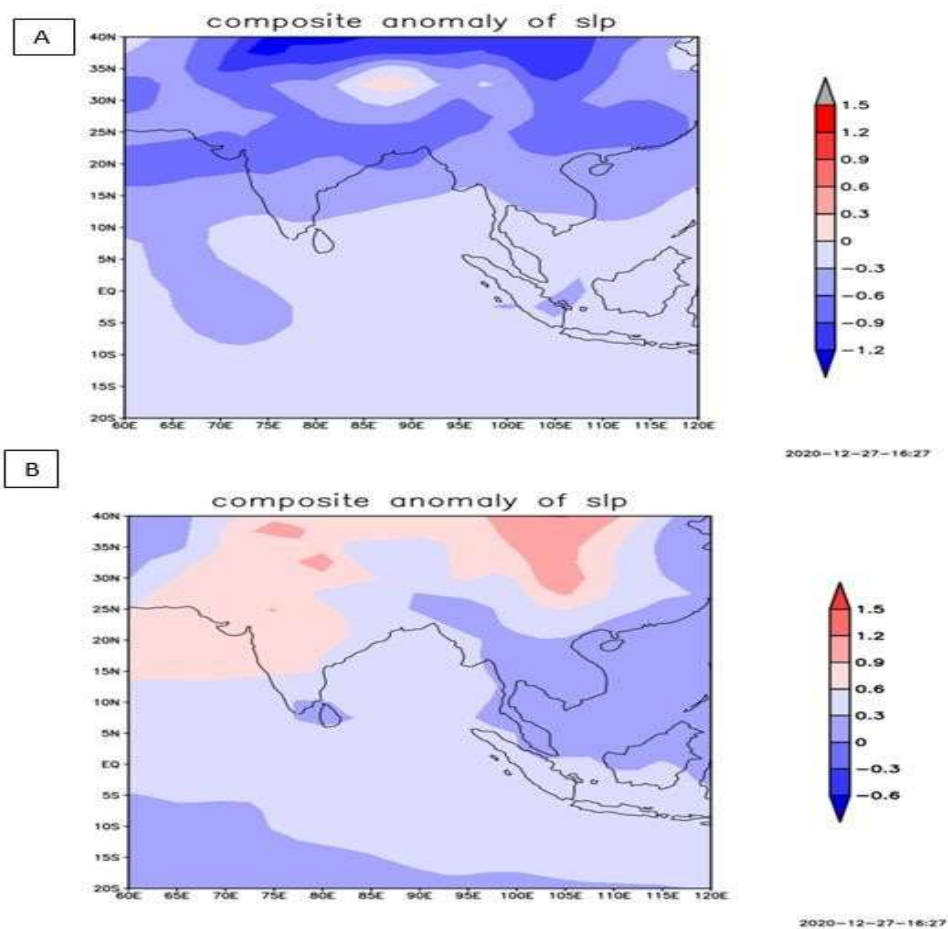 A
composite anomaly of slp
40N
35N
30N
25N
20N
15N
10N
5N
EQ
5S
10S
15S
20S
60E 65E 70E 75E 80E 85E 90E 95E 100E 105E 110E 115E 120E
1.5
1.2
0.9
0.6
0.3
0
-0.3
-0.6
-0.9
-1.2
2020-12-27-16:27
B
composite anomaly of slp
40N
35N
30N
25N
20N
15N
10N
5N
EQ
5S
10S
15S
20S
60E 65E 70E 75E 80E 85E 90E 95E 100E 105E 110E 115E 120E
1.5
1.2
0.9
0.6
0.3
0
-0.3
-0.6
2020-12-27-16:27